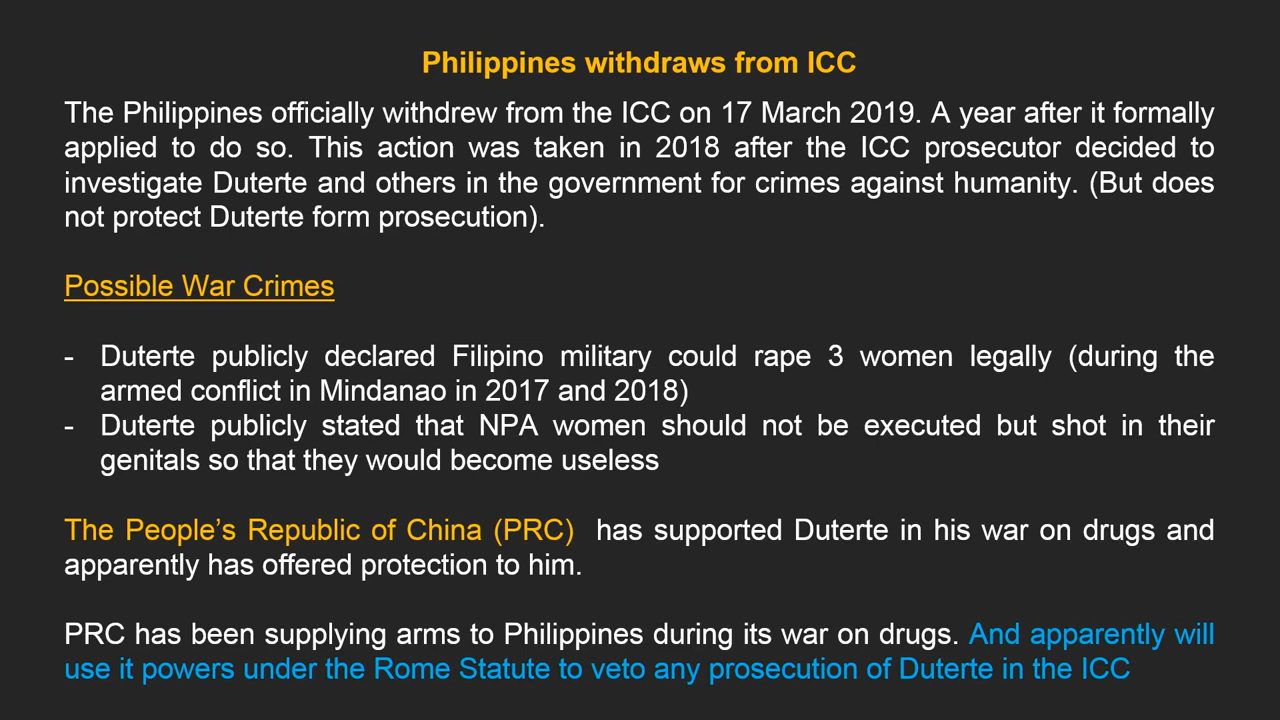 Philippines withdraws from ICC
The Philippines officially withdrew from the ICC on 17 March 2019. A year after it formally
applied to do so. This action was taken in 2018 after the ICC prosecutor decided to
investigate Duterte and others in the government for crimes against humanity. (But does
not protect Duterte form prosecution).
Possible War Crimes
- Duterte publicly declared Filipino military could rape 3 women legally (during the
armed conflict in Mindanao in 2017 and 2018)
- Duterte publicly stated that NPA women should not be executed but shot in their
genitals so that they would become useless
The People's Republic of China (PRC) has supported Duterte in his war on drugs and
apparently has offered protection to him.
PRC has been supplying arms to Philippines during its war on drugs. And apparently will
use it powers under the Rome Statute to veto any prosecution of Duterte in the ICC